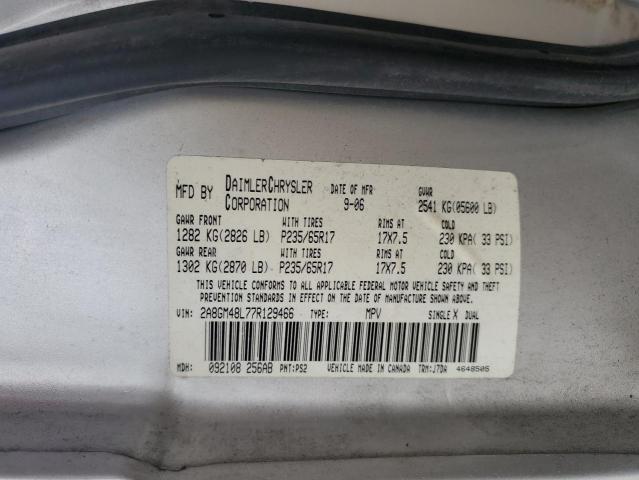 MFD BY DAIMLERCHRYSLER CORPORATION DATE OF MFR 9-06 GVWR 2541 KG(05600 LB)
GAWR FRONT WITH TIRES RIMS AT COLD
1282 KG(2826 LB) P235/65R17 17X7.5 230 KPA( 33 PSI)
GAWR REAR WITH TIRES RIMS AT COLD
1302 KG(2870 LB) P235/65R17 17X7.5 230 KPA( 33 PSI)
THIS VEHICLE CONFORMS TO ALL APPLICABLE FEDERAL MOTOR VEHICLE SAFETY AND THEFT
PREVENTION STANDARDS IN EFFECT ON THE DATE OF MANUFACTURE SHOWN ABOVE.
VIN: 2A8GM48L77R129466 TYPE: MPV SINGLE X DUAL
MDH: 092108 256AB PNT:PS2 VEHICLE MADE IN CANADA TRM:J7DA 4648505